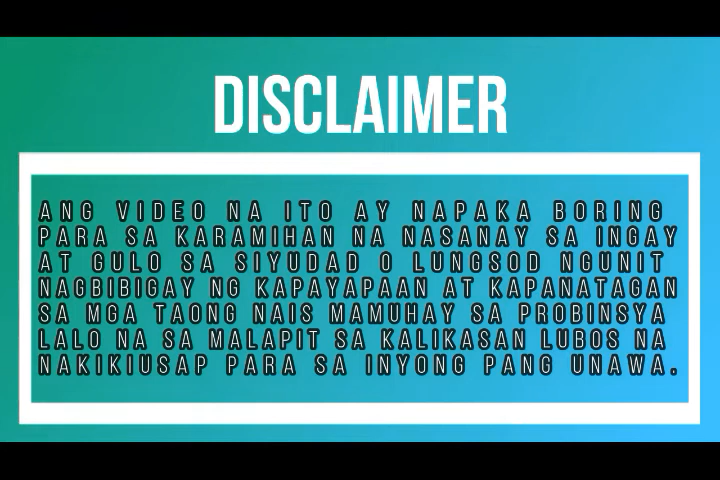 DISCLAIMER
ANG VIDEO NA ITO AY NAPAKA BORING
PARA SA KARAMIHAN NA NASANAY SA INGAY
AT GULO SA SIYUDAD O LUNGSOD NGUNIT
NAGBIBIGAY NG KAPAYAPAAN AT KAPANATAGAN
SA MGA TAONG NAIS MAMUHAY SA PROBINSYA
LALO NA SA MALAPIT SA KALIKASAN LUBOS NA
NAKIKIUSAP PARA SA INYONG PANG UNAWA.